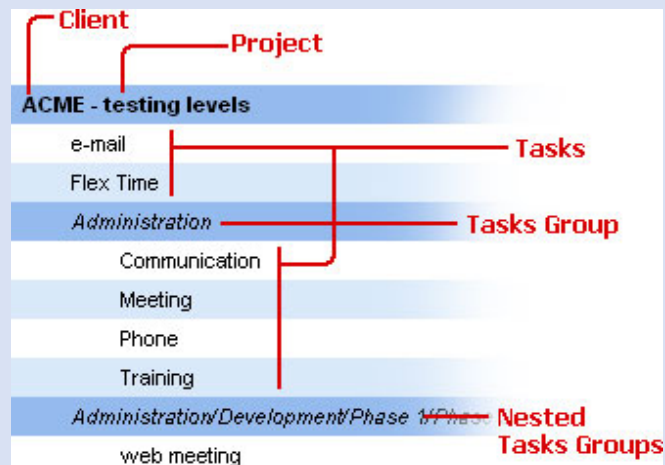 Client
Project
ACME - testing levels
e-mail
Tasks
Flex Time
Administration
Tasks Group
Communication
Meeting
Phone
Training
Administration/Development/Phase 1/Phase
Nested
Tasks Groups
web meeting